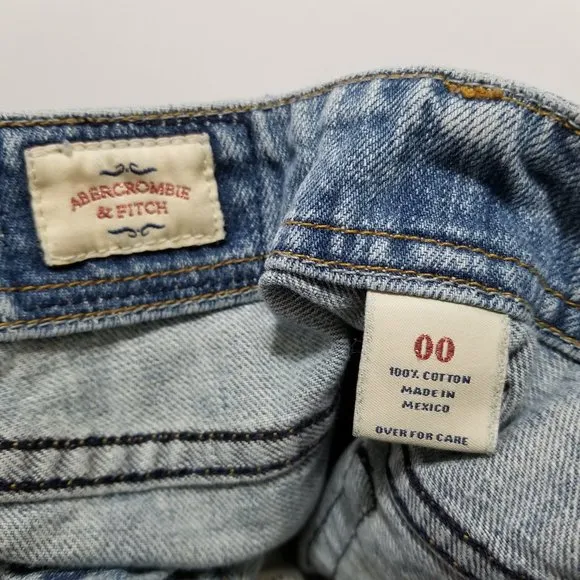 ABERCROMBIE
& FITCH
00
100% COTTON
MADE IN
MEXICO
OVER FOR CARE